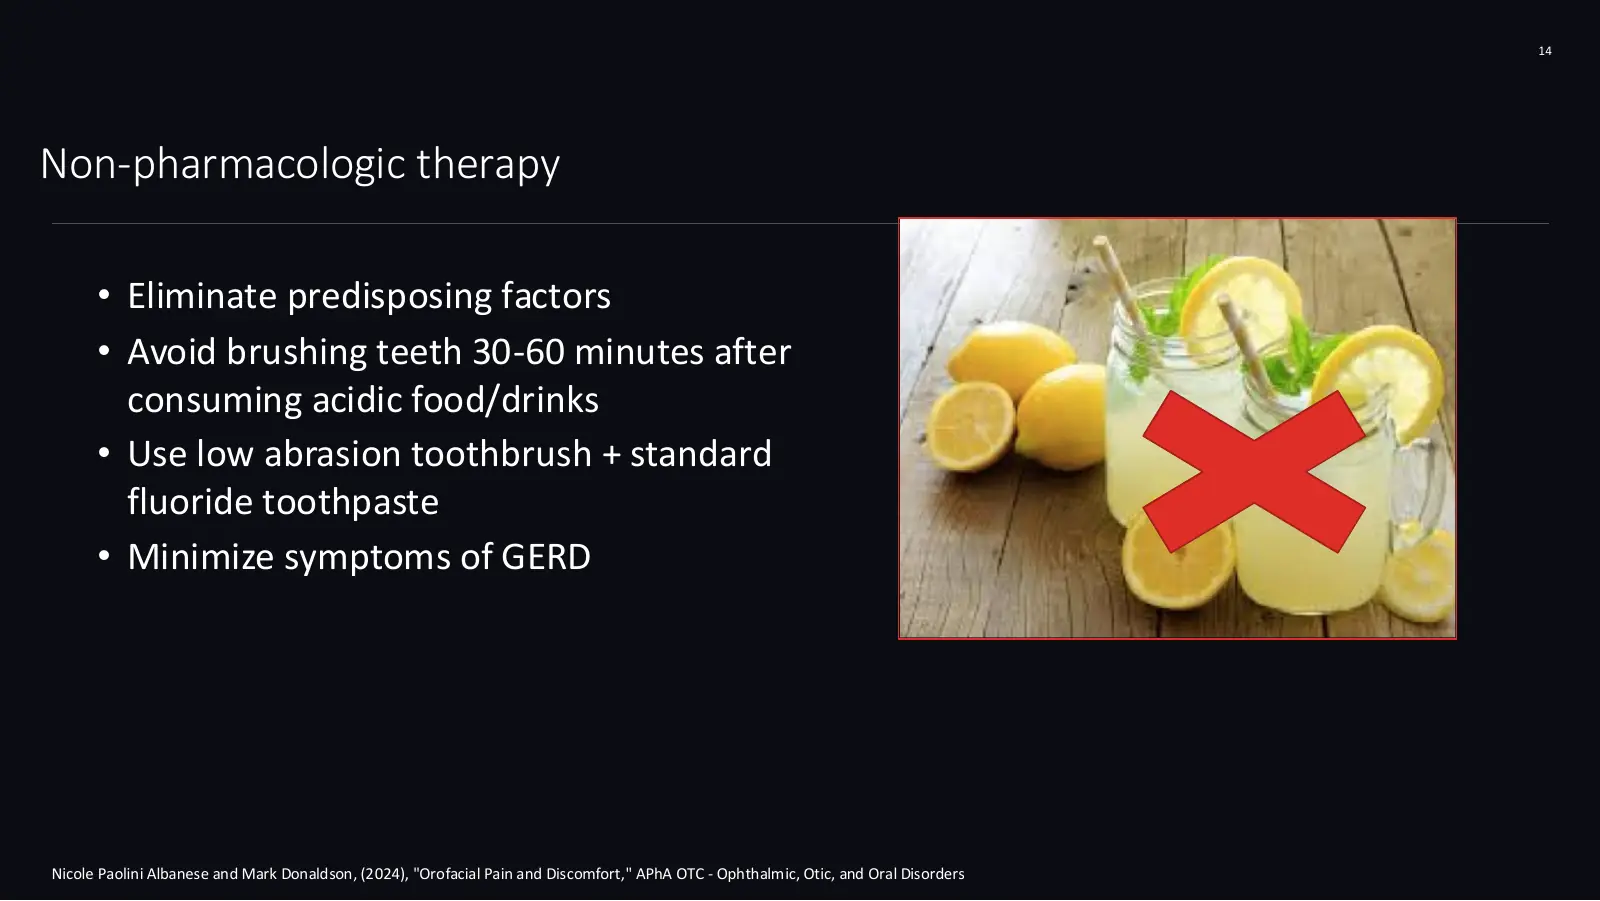 14
Non-pharmacologic therapy
• Eliminate predisposing factors
• Avoid brushing teeth 30-60 minutes after
consuming acidic food/drinks
• Use low abrasion toothbrush + standard
fluoride toothpaste
• Minimize symptoms of GERD
Nicole Paolini Albanese and Mark Donaldson, (2024), "Orofacial Pain and Discomfort," APhA OTC - Ophthalmic, Otic, and Oral Disorders